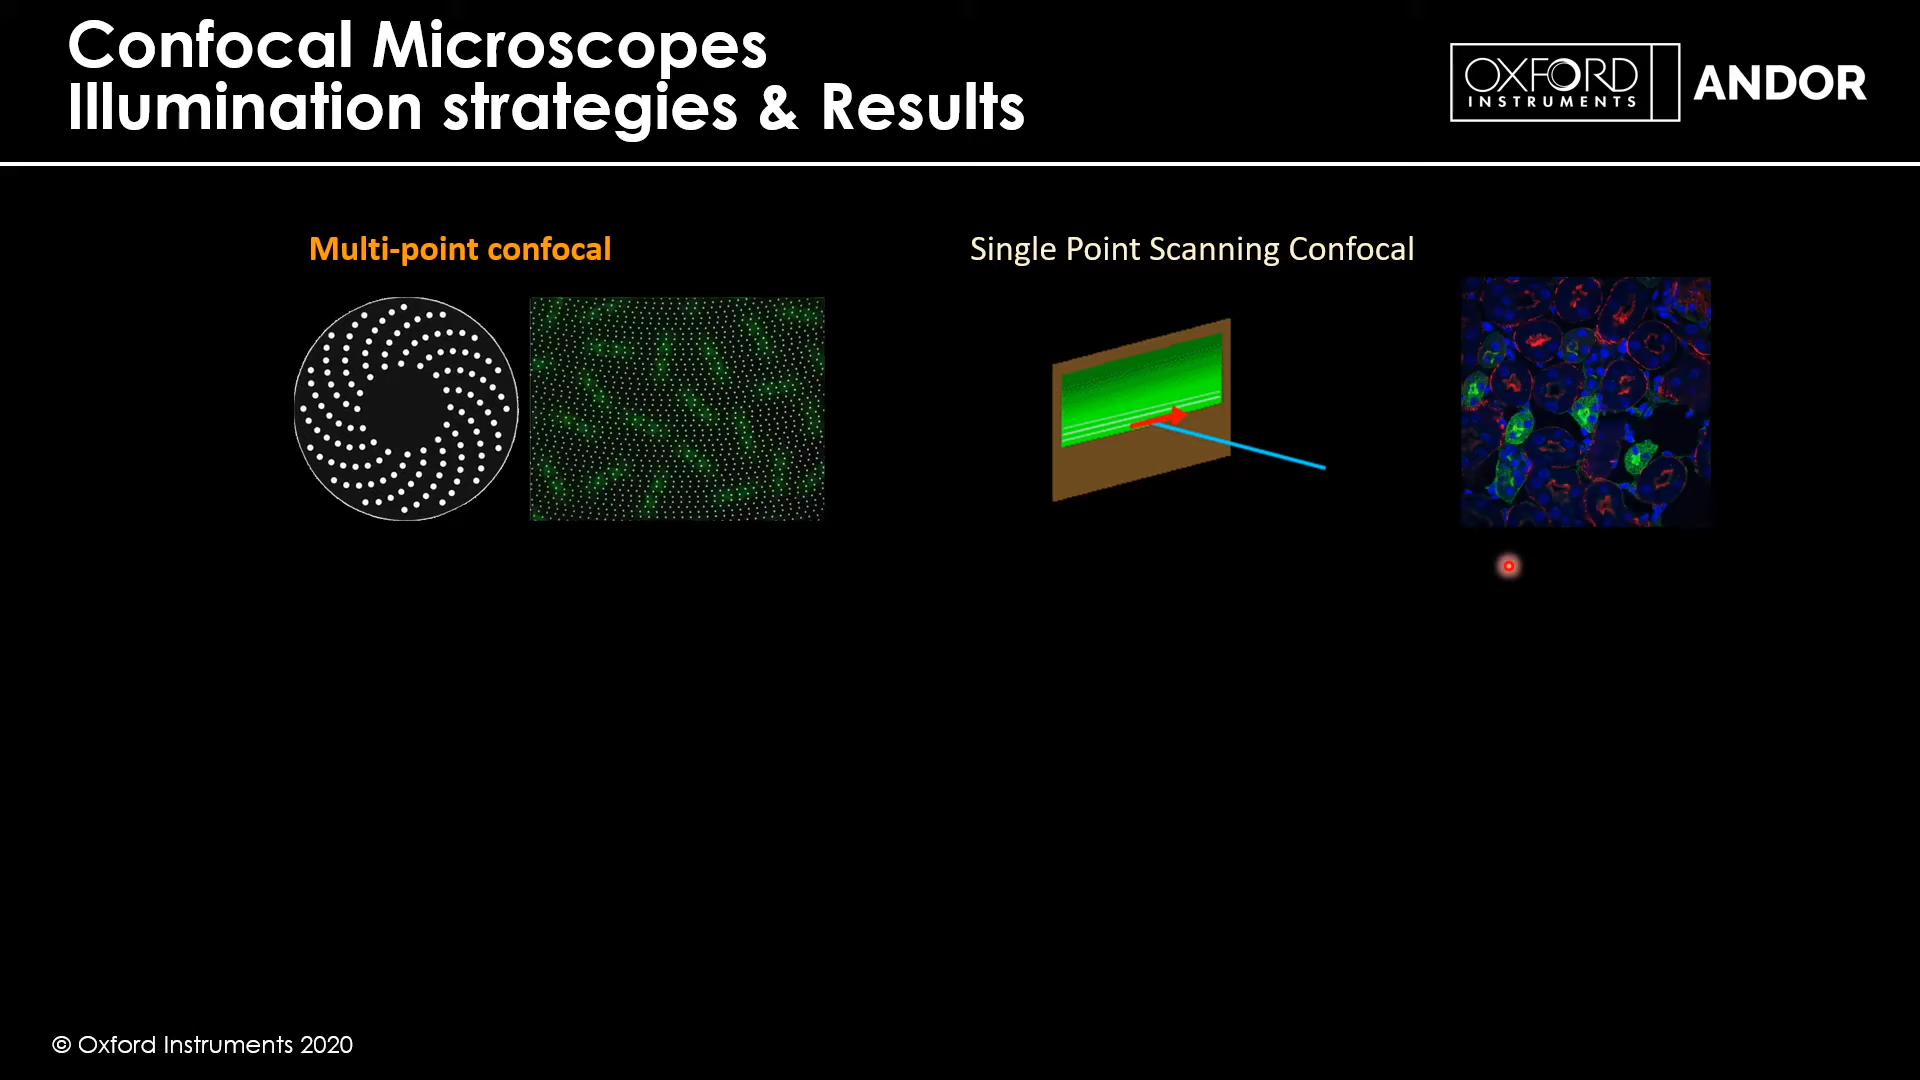 Confocal Microscopes
Illumination strategies & Results
OXFORD
INSTRUMENTS
ANDOR
Multi-point confocal
Single Point Scanning Confocal
© Oxford Instruments 2020